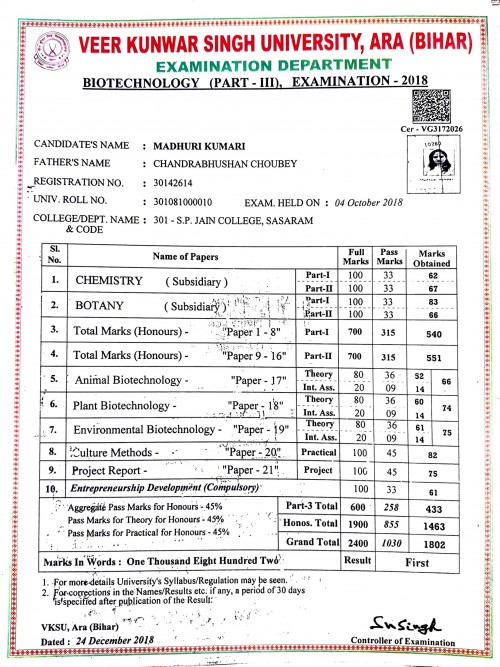 VEER KUNWAR SINGH UNIVERSITY, ARA (BIHAR)
EXAMINATION DEPARTMENT
BIOTECHNOLOGY (PART - III), EXAMINATION - 2018
Cer - VG3172026
CANDIDATE'S NAME : MADHURI KUMARI
FATHER'S NAME : CHANDRABHUSHAN CHOUBEY
REGISTRATION NO. : 30142614
UNIV. ROLL NO. : 301081000010 EXAM. HELD ON : 04 October 2018
COLLEGE/DEPT. NAME : 301 - S.P. JAIN COLLEGE, SASARAM
& CODE
Sl. No. Name of Papers Full Marks Pass Marks Marks Obtained
1. CHEMISTRY ( Subsidiary ) Part-I 100 33 62
Part-II 100 33 67
2. BOTANY ( Subsidiary ) Part-I 100 33 83
Part-II 100 33 66
3. Total Marks (Honours) - "Paper 1 - 8" Part-I 700 315 540
4. Total Marks (Honours) - "Paper 9 - 16" Part-II 700 315 551
5. Animal Biotechnology - "Paper - 17" Theory 80 36 52 66
Int. Ass. 20 09 14
6. Plant Biotechnology - "Paper - 18" Theory 80 36 60 74
Int. Ass. 20 09 14
7. Environmental Biotechnology - "Paper - 19" Theory 80 36 61 75
Int. Ass. 20 09 14
8. Culture Methods - "Paper - 20" Practical 100 45 82
9. Project Report - "Paper - 21" Project 100 45 75
10. Entrepreneurship Development (Compulsory) 100 33 61
Aggregate Pass Marks for Honours - 45% Part-3 Total 600 258 433
Pass Marks for Theory for Honours - 45% Honos. Total 1900 855 1463
Pass Marks for Practical for Honours - 45% Grand Total 2400 1030 1802
Marks In Words : One Thousand Eight Hundred Two Result First
1. For more details University's Syllabus/Regulation may be seen.
2. For corrections in the Names/Results etc. if any, a period of 30 days
is specified after publication of the Result.
VKSU, Ara (Bihar)
Dated : 24 December 2018 Controller of Examination